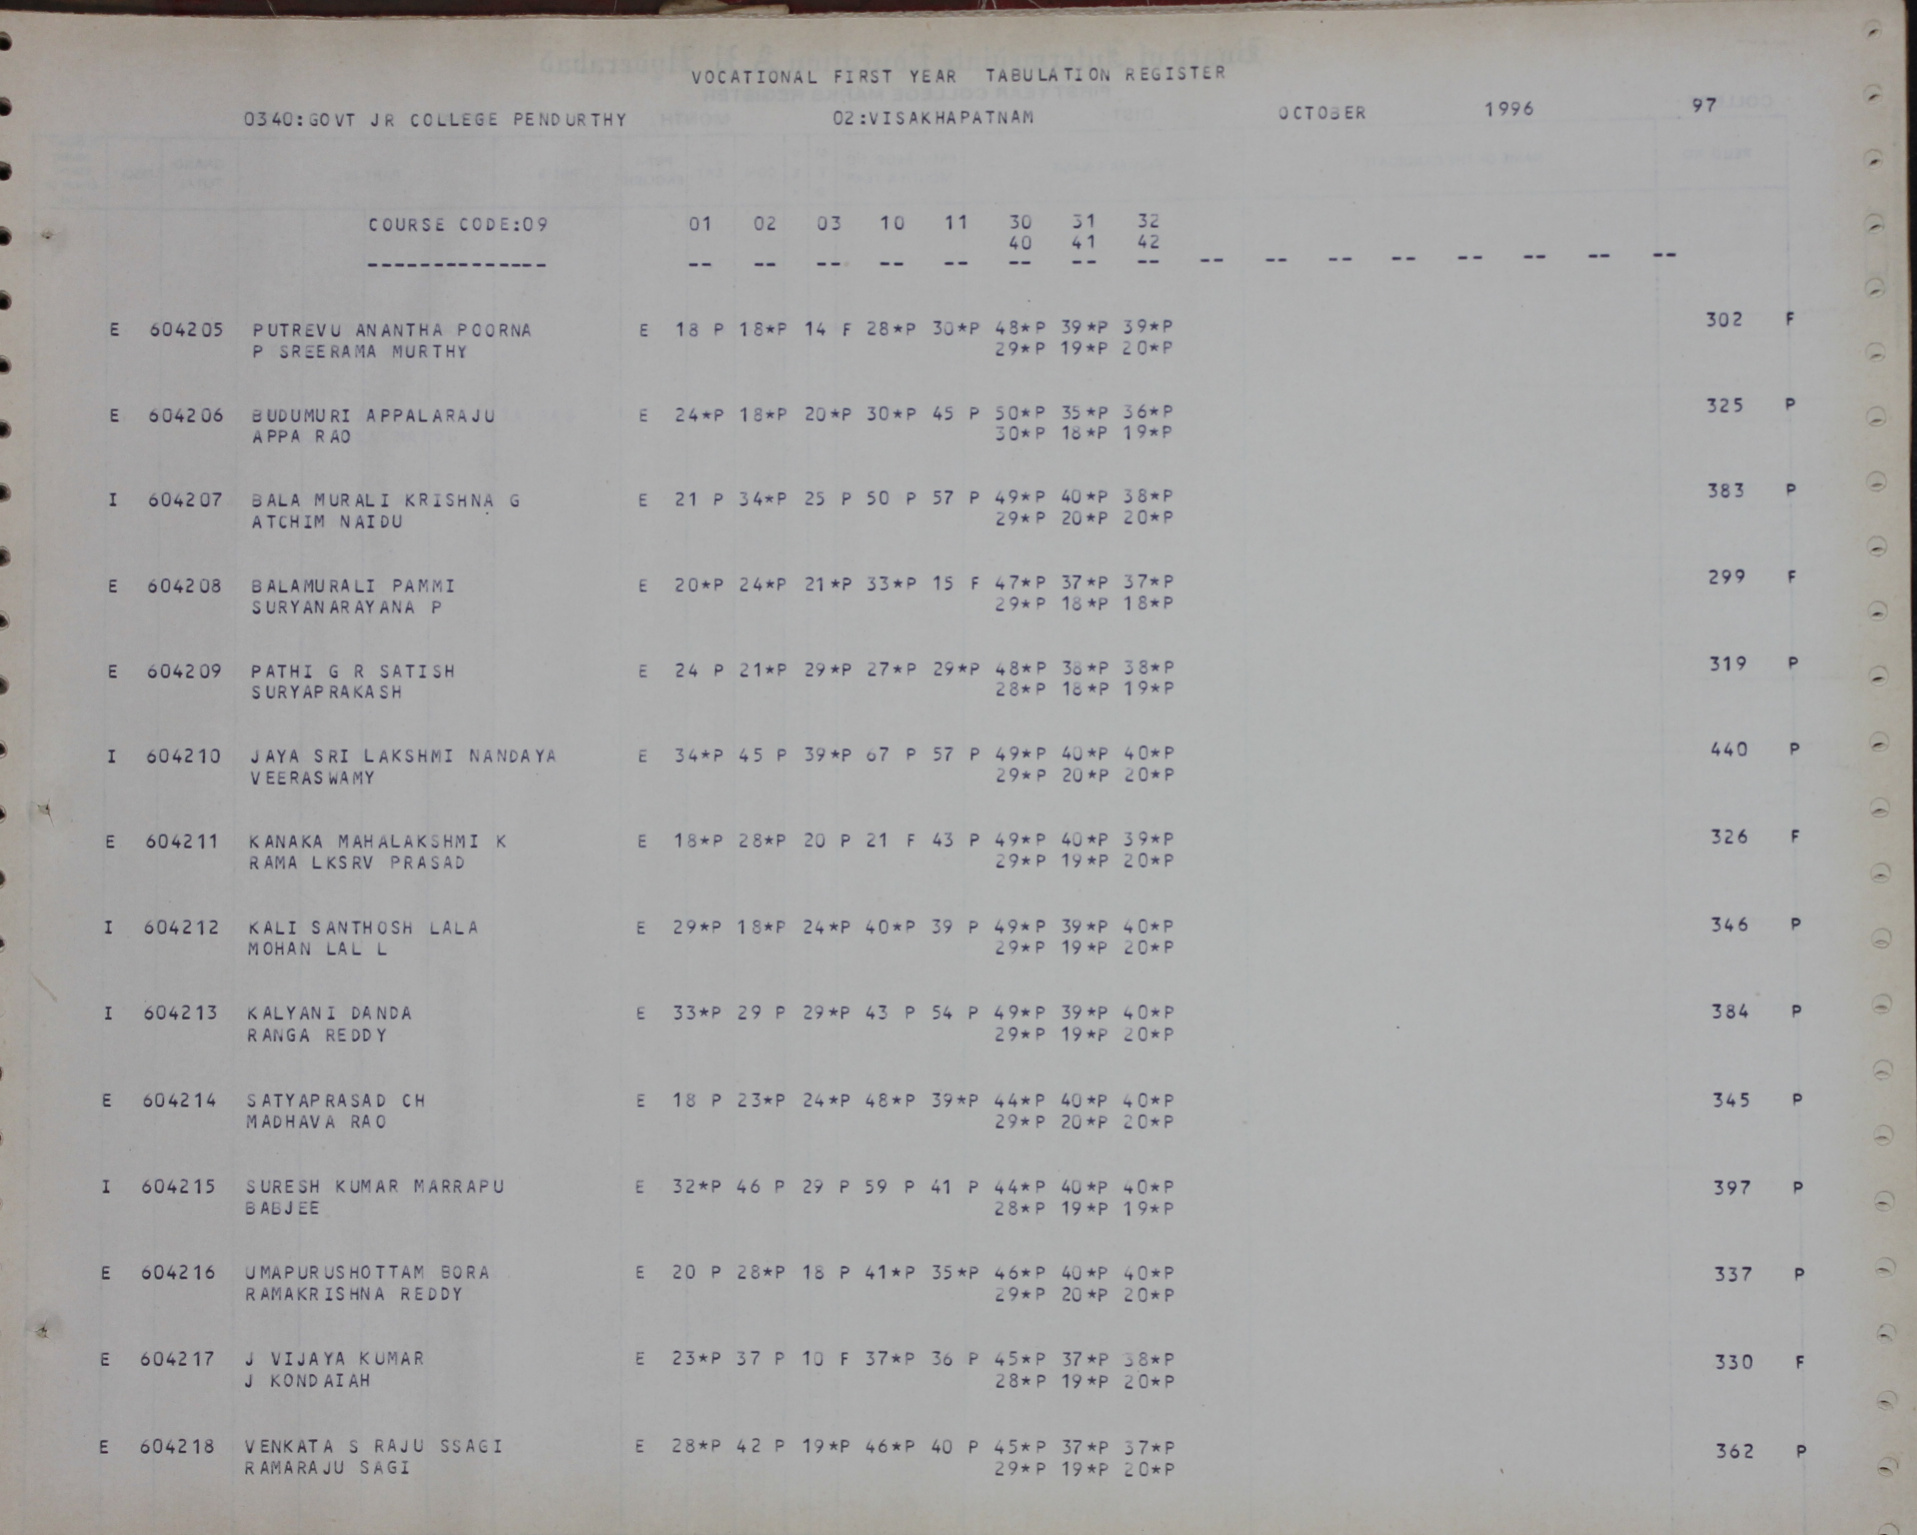 VOCATIONAL FIRST YEAR TABULATION REGISTER
0340:GOVT JR COLLEGE PENDURTHY 02:VISAKHAPATNAM OCTOBER 1996 97
COURSE CODE:09 01 02 03 10 11 30 31 32
40 41 42
-------------- -- -- -- -- -- -- -- -- -- -- -- -- -- -- -- --
E 604205 PUTREVU ANANTHA POORNA E 18 P 18*P 14 F 28*P 30*P 48*P 39*P 39*P 302 F
P SREERAMA MURTHY 29*P 19*P 20*P
E 604206 BUDUMURI APPALARAJU E 24*P 18*P 20*P 30*P 45 P 50*P 35*P 36*P 325 P
APPA RAO 30*P 18*P 19*P
I 604207 BALA MURALI KRISHNA G E 21 P 34*P 25 P 50 P 57 P 49*P 40*P 38*P 383 P
ATCHIM NAIDU 29*P 20*P 20*P
E 604208 BALAMURALI PAMMI E 20*P 24*P 21*P 33*P 15 F 47*P 37*P 37*P 299 F
SURYANARAYANA P 29*P 18*P 18*P
E 604209 PATHI G R SATISH E 24 P 21*P 29*P 27*P 29*P 48*P 38*P 38*P 319 P
SURYAPRAKASH 28*P 18*P 19*P
I 604210 JAYA SRI LAKSHMI NANDAYA E 34*P 45 P 39*P 67 P 57 P 49*P 40*P 40*P 440 P
VEERASWAMY 29*P 20*P 20*P
E 604211 KANAKA MAHALAKSHMI K E 18*P 28*P 20 P 21 F 43 P 49*P 40*P 39*P 326 F
RAMA LKSRV PRASAD 29*P 19*P 20*P
I 604212 KALI SANTHOSH LALA E 29*P 18*P 24*P 40*P 39 P 49*P 39*P 40*P 346 P
MOHAN LAL L 29*P 19*P 20*P
I 604213 KALYANI DANDA E 33*P 29 P 29*P 43 P 54 P 49*P 39*P 40*P 384 P
RANGA REDDY 29*P 19*P 20*P
E 604214 SATYAPRASAD CH E 18 P 23*P 24*P 48*P 39*P 44*P 40*P 40*P 345 P
MADHAVA RAO 29*P 20*P 20*P
I 604215 SURESH KUMAR MARRAPU E 32*P 46 P 29 P 59 P 41 P 44*P 40*P 40*P 397 P
BABJEE 28*P 19*P 19*P
E 604216 UMAPURUSHOTTAM BORA E 20 P 28*P 18 P 41*P 35*P 46*P 40*P 40*P 337 P
RAMAKRISHNA REDDY 29*P 20*P 20*P
E 604217 J VIJAYA KUMAR E 23*P 37 P 10 F 37*P 36 P 45*P 37*P 38*P 330 F
J KONDAIAH 28*P 19*P 20*P
E 604218 VENKATA S RAJU SSAGI E 28*P 42 P 19*P 46*P 40 P 45*P 37*P 37*P 362 P
RAMARAJU SAGI 29*P 19*P 20*P